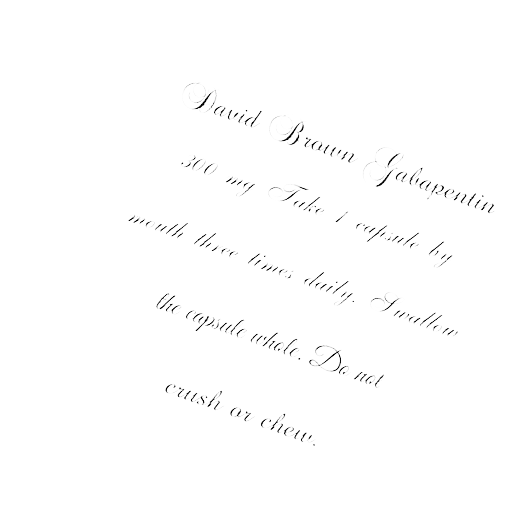 David Brown Gabapentin
300 mg Take 1 capsule by
mouth three times daily. Swallow
the capsule whole. Do not
crush or chew.